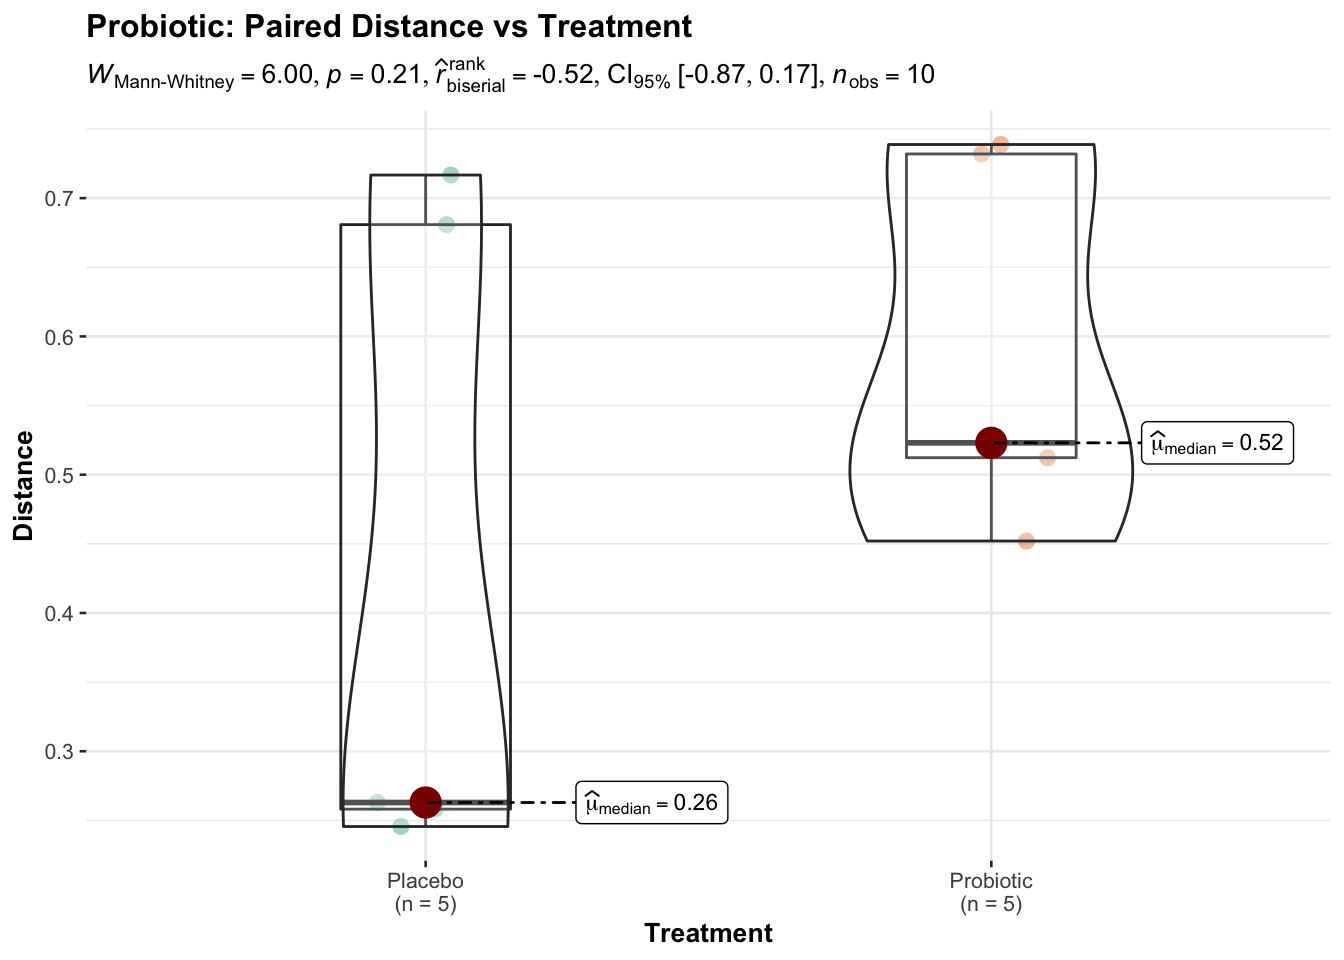 Probiotic: Paired Distance vs Treatment
W_Mann-Whitney = 6.00, p = 0.21, r̂^rank_biserial = -0.52, CI_95% [-0.87, 0.17], n_obs = 10
0.7
0.6
0.5
0.4
0.3
Distance
μ̂_median = 0.52
μ̂_median = 0.26
Placebo
(n = 5)
Probiotic
(n = 5)
Treatment